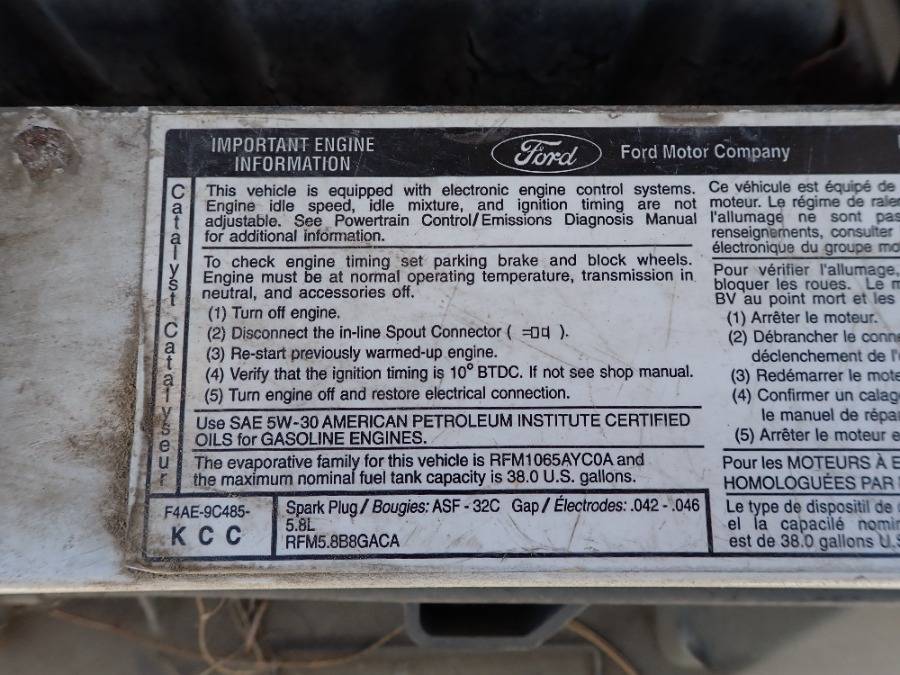 IMPORTANT ENGINE
INFORMATION
Ford
Ford Motor Company
Catalyst Catalyseur
This vehicle is equipped with electronic engine control systems.
Engine idle speed, idle mixture, and ignition timing are not
adjustable. See Powertrain Control/Emissions Diagnosis Manual
for additional information.
To check engine timing set parking brake and block wheels.
Engine must be at normal operating temperature, transmission in
neutral, and accessories off.
(1) Turn off engine.
(2) Disconnect the in-line Spout Connector ( ).
(3) Re-start previously warmed-up engine.
(4) Verify that the ignition timing is 10° BTDC. If not see shop manual.
(5) Turn engine off and restore electrical connection.
Use SAE 5W-30 AMERICAN PETROLEUM INSTITUTE CERTIFIED
OILS for GASOLINE ENGINES.
The evaporative family for this vehicle is RFM1065AYC0A and
the maximum nominal fuel tank capacity is 38.0 U.S. gallons.
F4AE-9C485-
KCC
Spark Plug/Bougies: ASF-32C Gap/Électrodes: .042-.046
5.8L
RFM5.8B8GACA
Ce véhicule est équipé de
moteur. Le régime de
l'allumage ne sont pas
renseignements, consulter
électronique du groupe
Pour vérifier l'allumage,
bloquer les roues. Le
BV au point mort et les
(1) Arrêter le moteur.
(2) Débrancher le
déclenchement de
(3) Redémarrer le
(4) Confirmer un
le manuel de
(5) Arrêter le moteur
Pour les MOTEURS À
HOMOLOGUÉES PAR
Le type de dispositif de
el la capacilé
est de 38.0 gallons